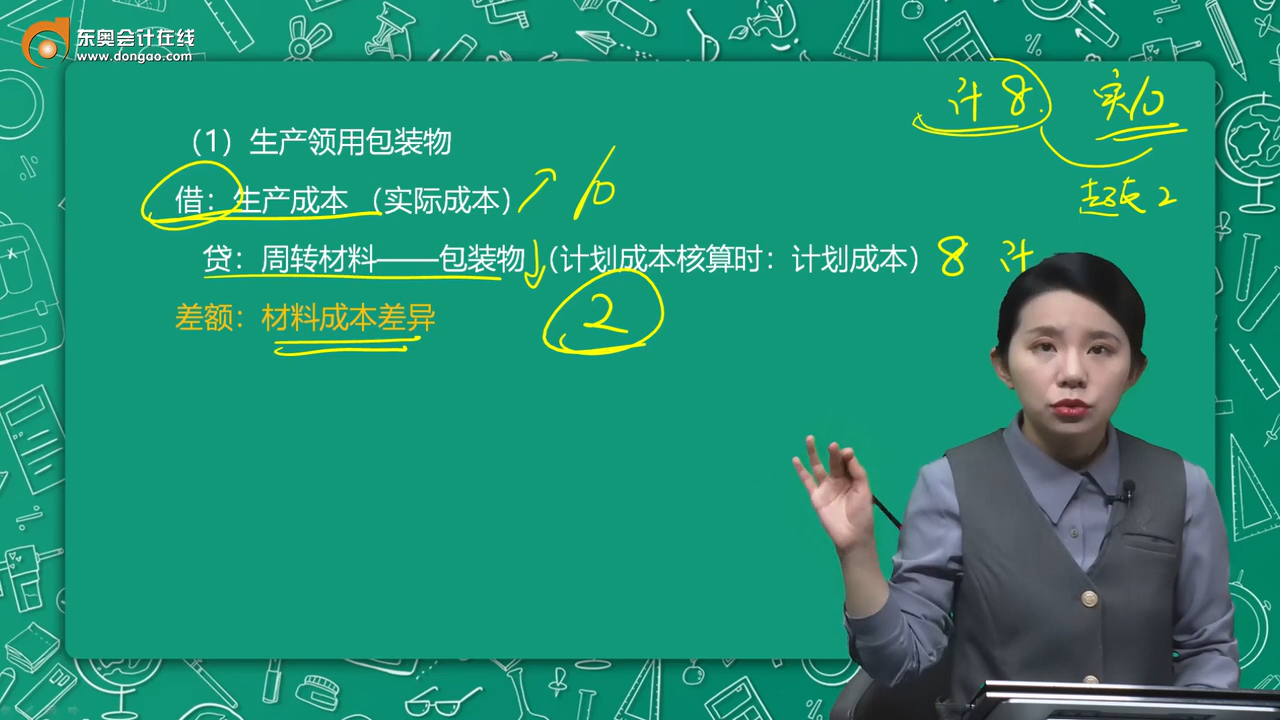 东奥会计在线
www.dongao.com
计 8 实10
超支 2
（1）生产领用包装物
借：生产成本 （实际成本） 10
贷：周转材料——包装物 （计划成本核算时：计划成本） 8 计
差额：材料成本差异 2